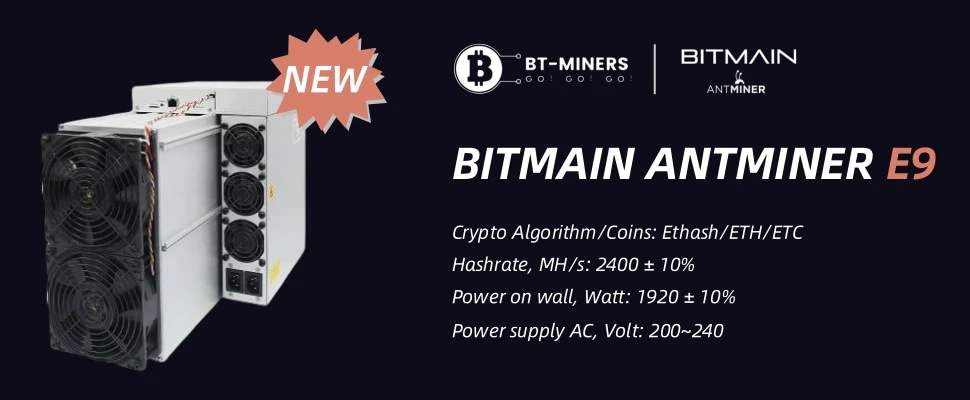 NEW
BT-MINERS
GO! GO! GO!
BITMAIN
ANTMINER
BITMAIN ANTMINER E9
Crypto Algorithm/Coins: Ethash/ETH/ETC
Hashrate, MH/s: 2400 ± 10%
Power on wall, Watt: 1920 ± 10%
Power supply AC, Volt: 200~240